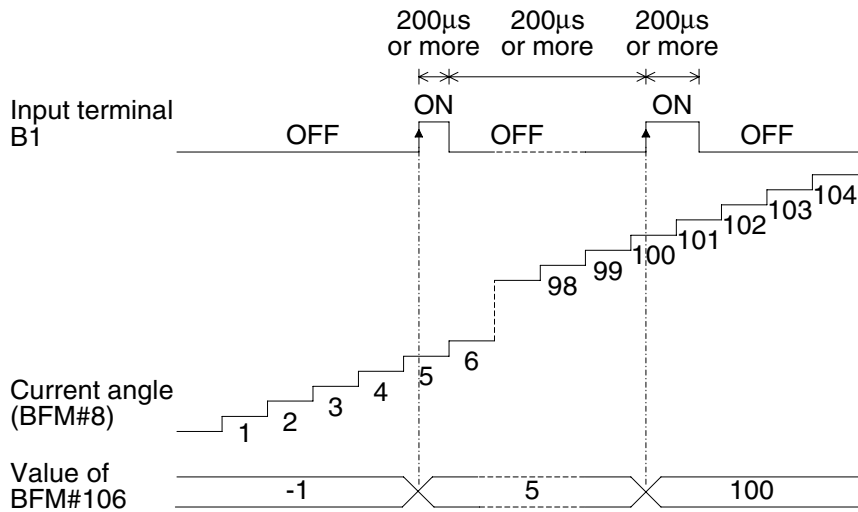 200µs
or more
200µs
or more
200µs
or more
Input terminal
B1
OFF
ON
OFF
ON
OFF
Current angle
(BFM#8)
1
2
3
4
5
6
98
99
100
101
102
103
104
Value of
BFM#106
-1
5
100